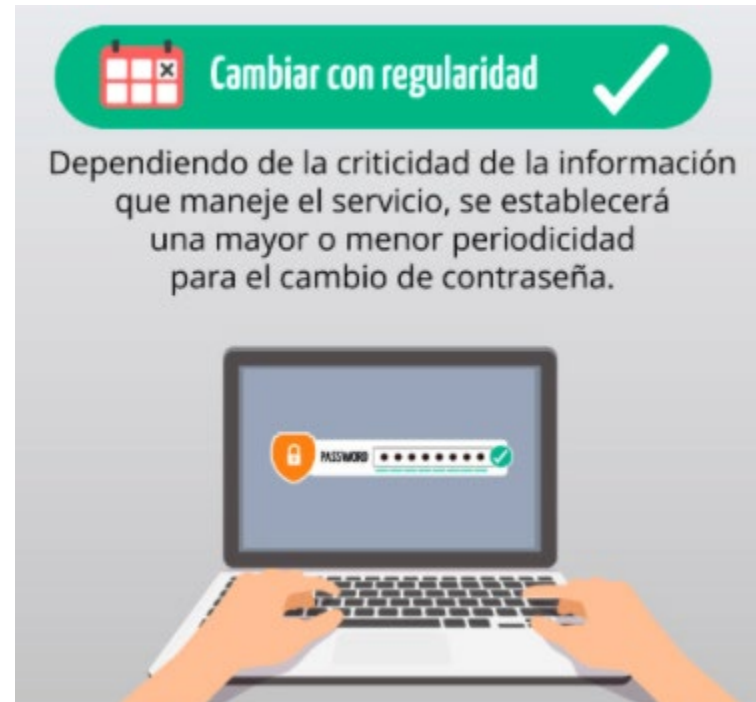 Cambiar con regularidad
Dependiendo de la criticidad de la información
que maneje el servicio, se establecerá
una mayor o menor periodicidad
para el cambio de contraseña.
PASSWORD